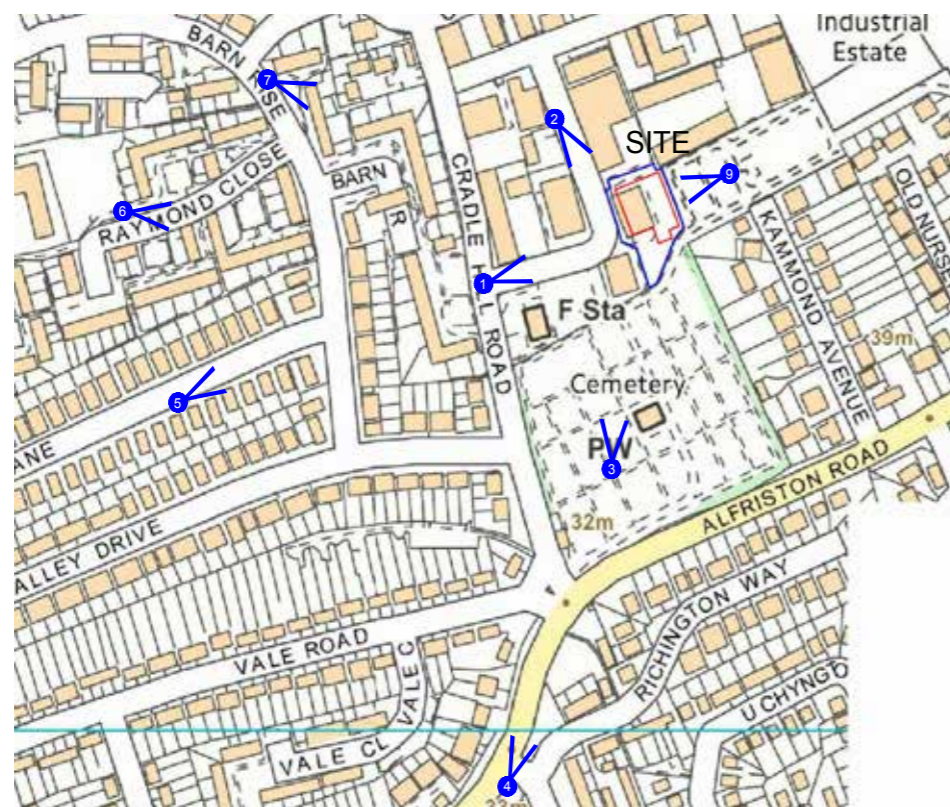 Industrial
Estate
BARN RISE
7
2
SITE
CRADLE HILL ROAD
BARN
R
9
OLD NURSE
6
RAYMOND CLOSE
KAMMOND AVENUE
1
F Sta
39m
Cemetery
5
ANE
PW
3
ALFRISTON ROAD
32m
ALLEY DRIVE
RICHINGTON WAY
VALE ROAD
VALE C
UCHYNGTO
VALE CL
4